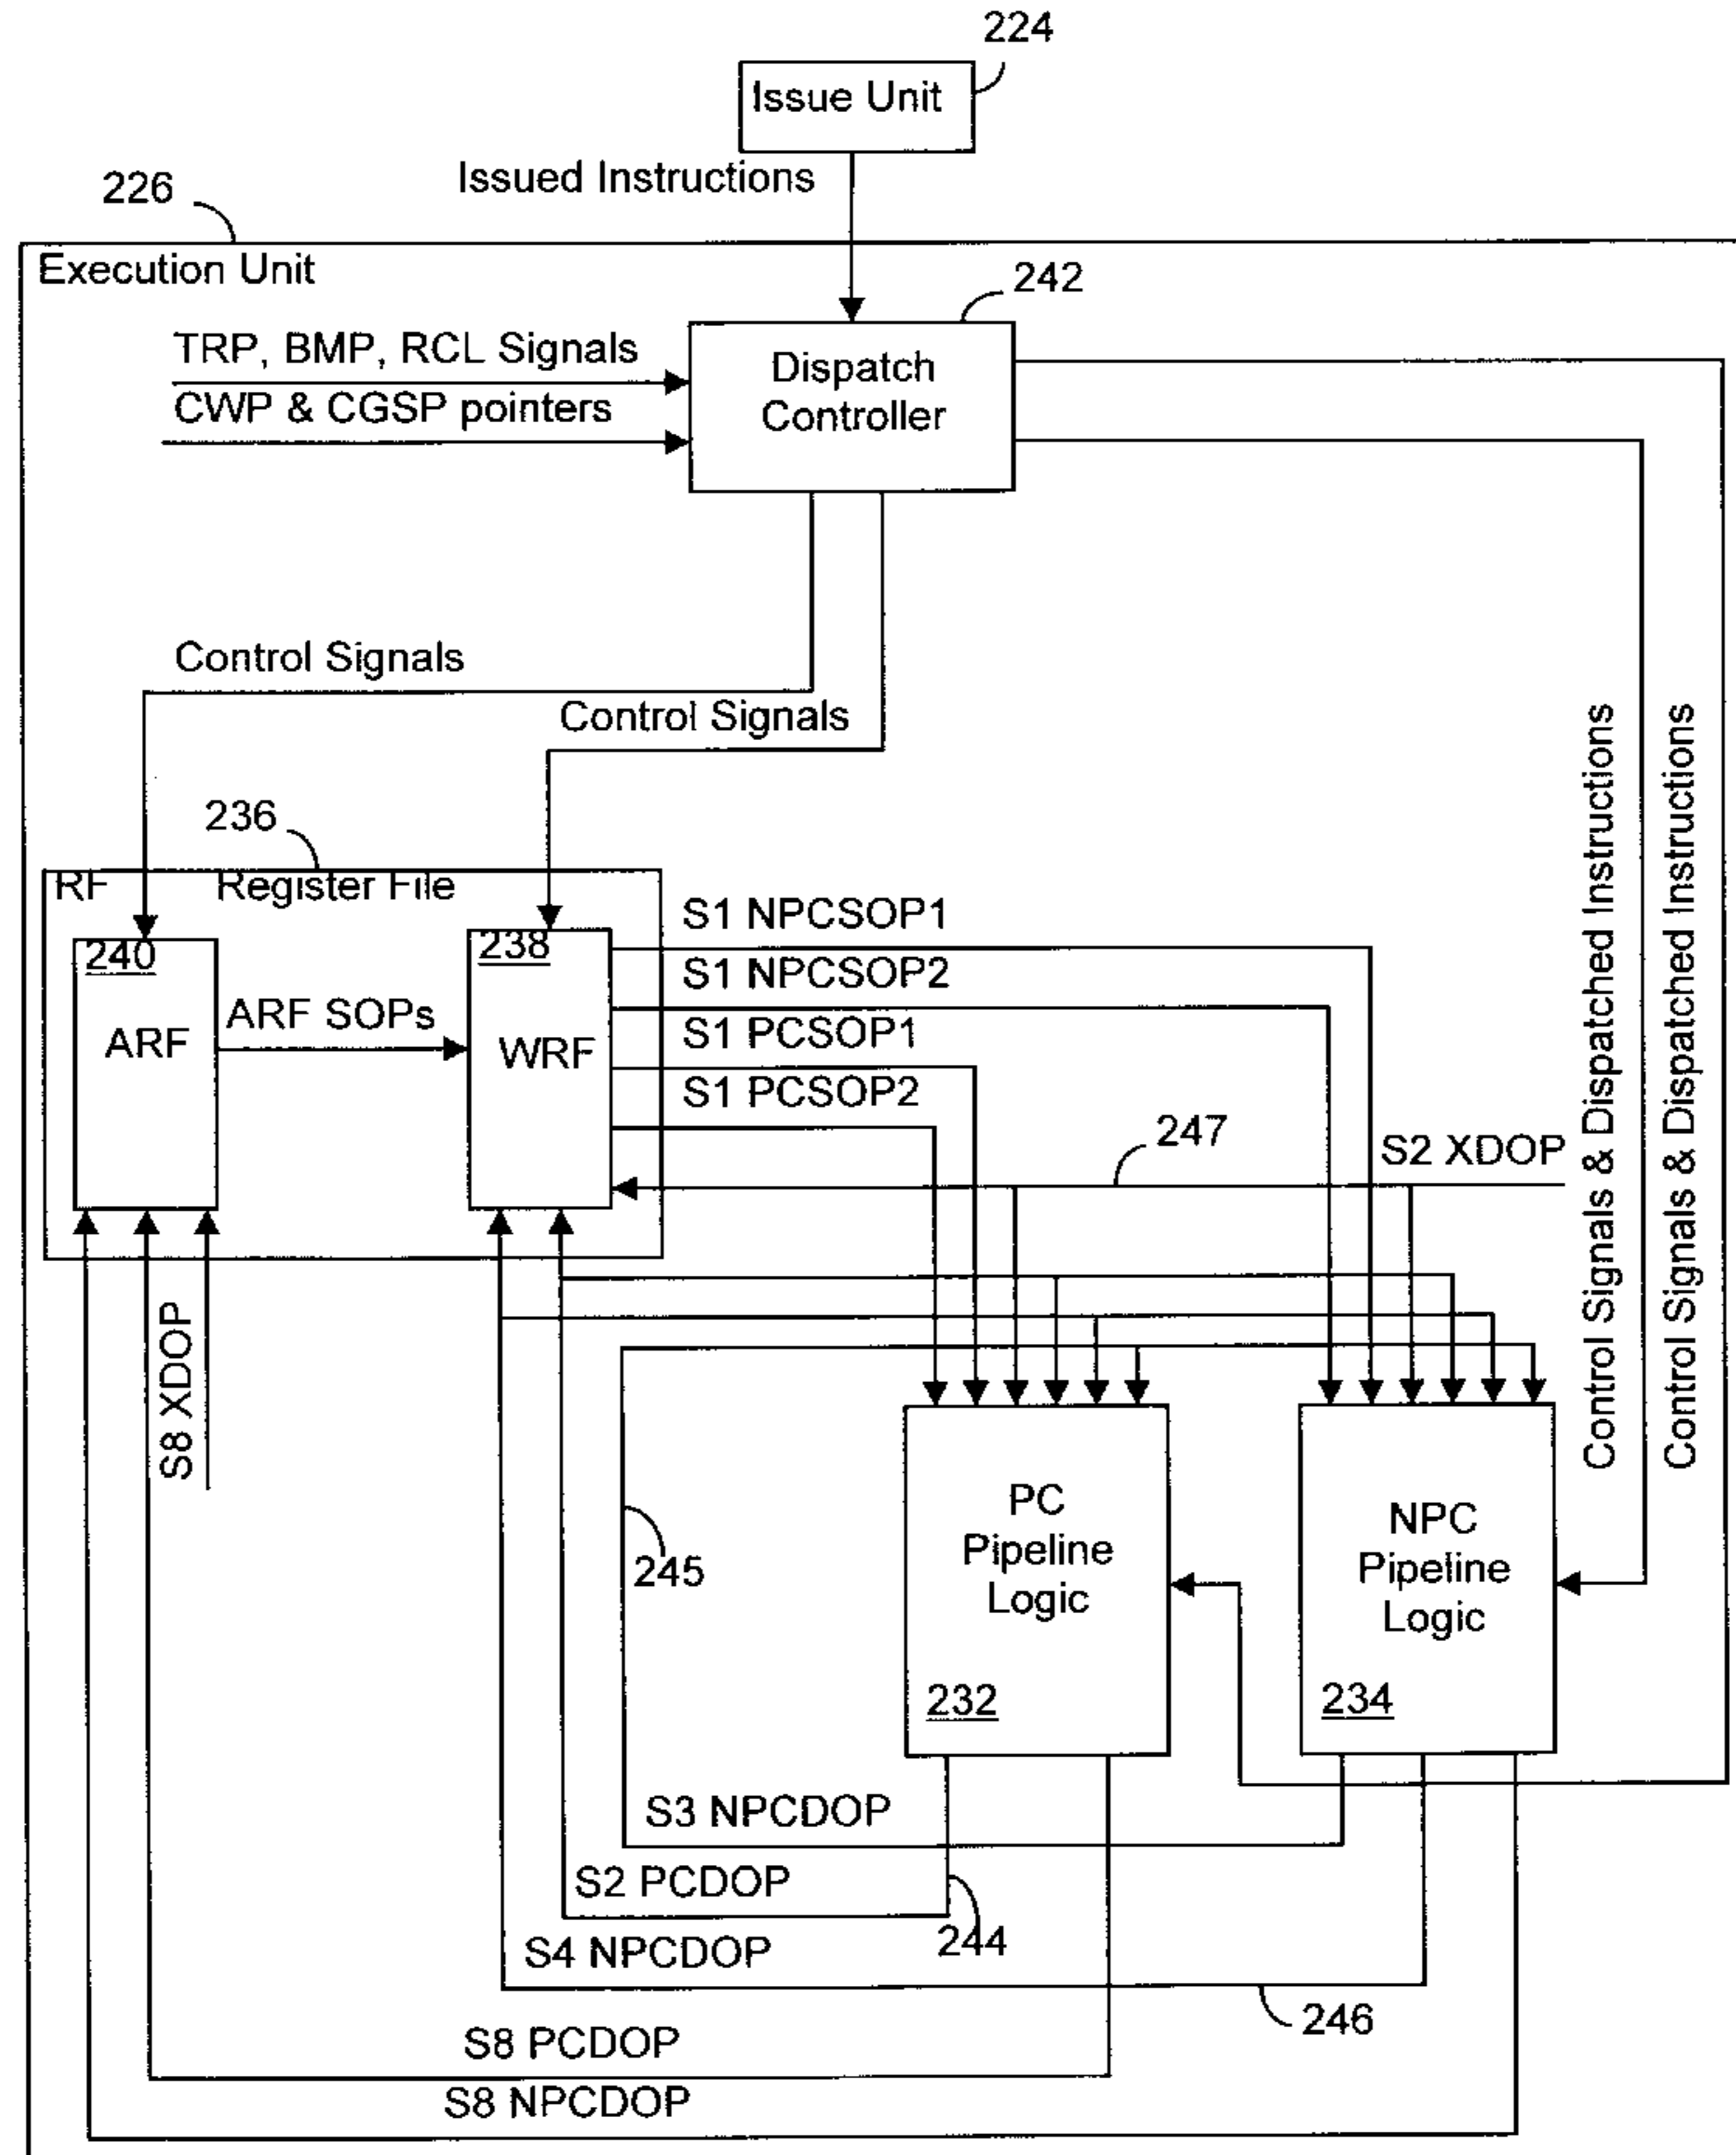 224
Issue Unit
Issued Instructions
226
Execution Unit
242
TRP, BMP, RCL Signals
CWP & CGSP pointers
Dispatch
Controller
Control Signals
Control Signals
Control Signals & Dispatched Instructions
Control Signals & Dispatched Instructions
236
RF Register File
240
ARF
ARF SOPs
238
WRF
S1 NPCSOP1
S1 NPCSOP2
S1 PCSOP1
S1 PCSOP2
247
S2 XDOP
S8 XDOP
245
PC
Pipeline
Logic
232
NPC
Pipeline
Logic
234
S3 NPCDOP
S2 PCDOP
244
S4 NPCDOP
246
S8 PCDOP
S8 NPCDOP